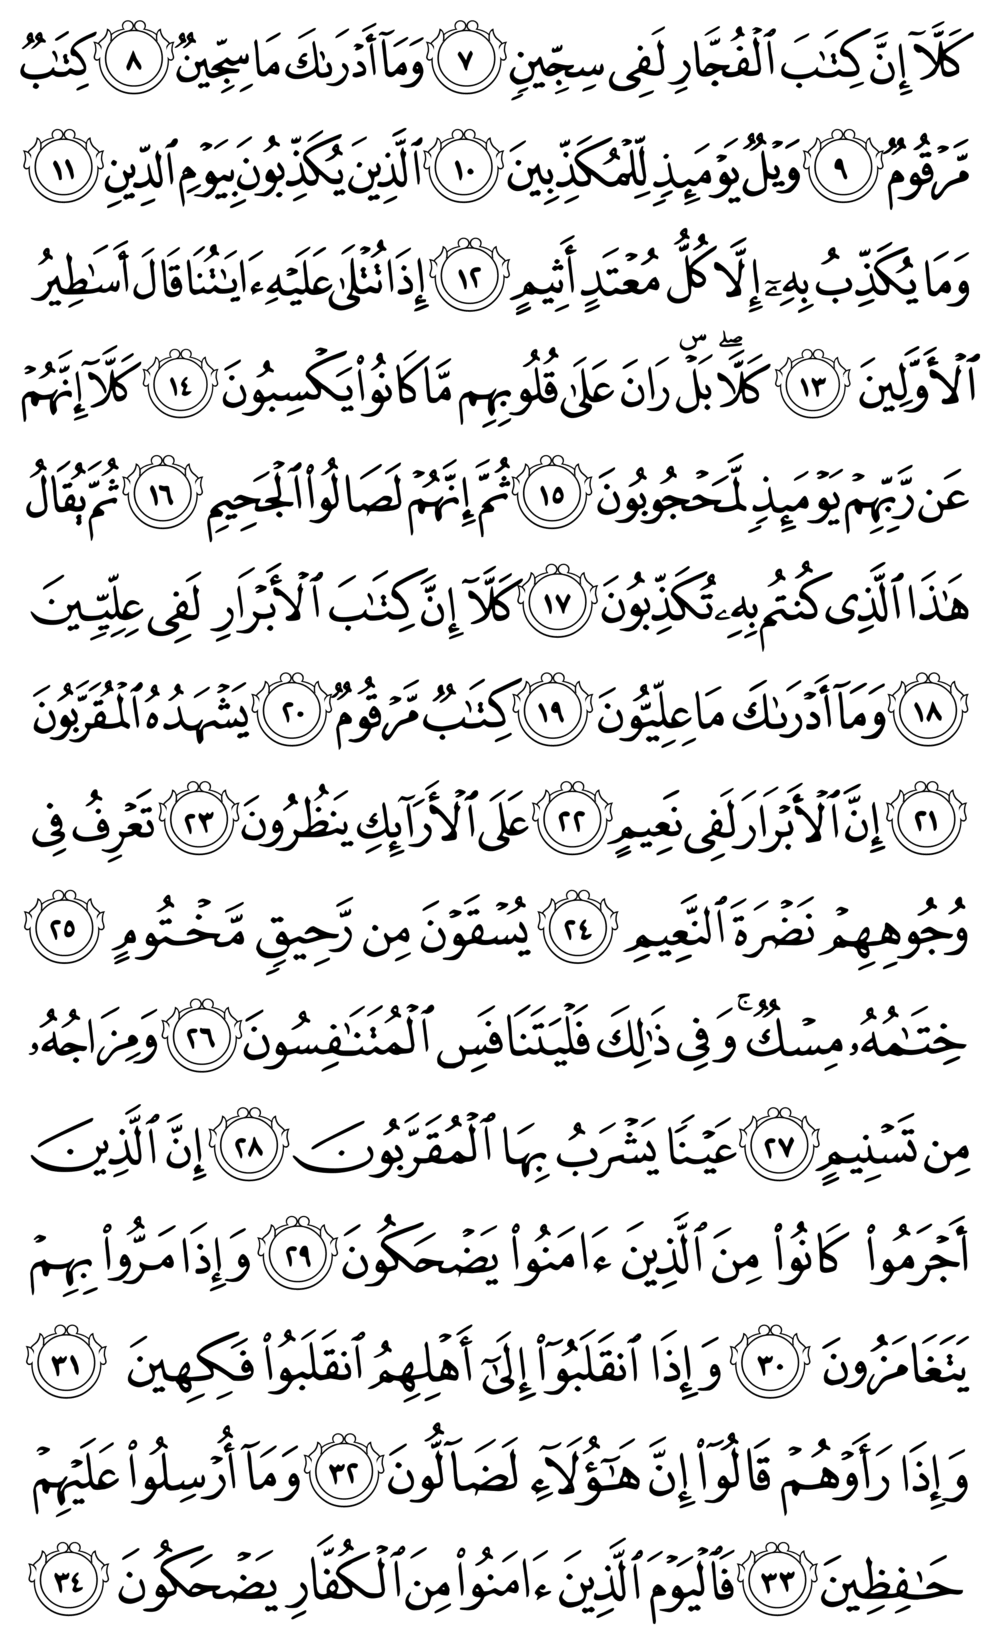 كَلَّآ إِنَّ كِتَٰبَ ٱلْفُجَّارِ لَفِى سِجِّينٍۢ ٧ وَمَآ أَدْرَىٰكَ مَا سِجِّينٌۭ ٨ كِتَٰبٌۭ
مَّرْقُومٌۭ ٩ وَيْلٌۭ يَوْمَئِذٍۢ لِّلْمُكَذِّبِينَ ١٠ ٱلَّذِينَ يُكَذِّبُونَ بِيَوْمِ ٱلدِّينِ ١١
وَمَا يُكَذِّبُ بِهِۦٓ إِلَّا كُلُّ مُعْتَدٍ أَثِيمٍ ١٢ إِذَا تُتْلَىٰ عَلَيْهِ ءَايَٰتُنَا قَالَ أَسَٰطِيرُ
ٱلْأَوَّلِينَ ١٣ كَلَّا ۖ بَلْ ۜ رَانَ عَلَىٰ قُلُوبِهِم مَّا كَانُوا۟ يَكْسِبُونَ ١٤ كَلَّآ إِنَّهُمْ
عَن رَّبِّهِمْ يَوْمَئِذٍۢ لَّمَحْجُوبُونَ ١٥ ثُمَّ إِنَّهُمْ لَصَالُوا۟ ٱلْجَحِيمِ ١٦ ثُمَّ يُقَالُ
هَٰذَا ٱلَّذِى كُنتُم بِهِۦ تُكَذِّبُونَ ١٧ كَلَّآ إِنَّ كِتَٰبَ ٱلْأَبْرَارِ لَفِى عِلِّيِّينَ
١٨ وَمَآ أَدْرَىٰكَ مَا عِلِّيُّونَ ١٩ كِتَٰبٌۭ مَّرْقُومٌۭ ٢٠ يَشْهَدُهُ ٱلْمُقَرَّبُونَ
٢١ إِنَّ ٱلْأَبْرَارَ لَفِى نَعِيمٍ ٢٢ عَلَى ٱلْأَرَآئِكِ يَنظُرُونَ ٢٣ تَعْرِفُ فِى
وُجُوهِهِمْ نَضْرَةَ ٱلنَّعِيمِ ٢٤ يُسْقَوْنَ مِن رَّحِيقٍۢ مَّخْتُومٍ ٢٥
خِتَٰمُهُۥ مِسْكٌۭ ۚ وَفِى ذَٰلِكَ فَلْيَتَنَافَسِ ٱلْمُتَنَٰفِسُونَ ٢٦ وَمِزَاجُهُۥ
مِن تَسْنِيمٍ ٢٧ عَيْنًۭا يَشْرَبُ بِهَا ٱلْمُقَرَّبُونَ ٢٨ إِنَّ ٱلَّذِينَ
أَجْرَمُوا۟ كَانُوا۟ مِنَ ٱلَّذِينَ ءَامَنُوا۟ يَضْحَكُونَ ٢٩ وَإِذَا مَرُّوا۟ بِهِمْ
يَتَغَامَزُونَ ٣٠ وَإِذَا ٱنقَلَبُوٓا۟ إِلَىٰٓ أَهْلِهِمُ ٱنقَلَبُوا۟ فَكِهِينَ ٣١
وَإِذَا رَأَوْهُمْ قَالُوٓا۟ إِنَّ هَٰٓؤُلَآءِ لَضَآلُّونَ ٣٢ وَمَآ أُرْسِلُوا۟ عَلَيْهِمْ
حَٰفِظِينَ ٣٣ فَٱلْيَوْمَ ٱلَّذِينَ ءَامَنُوا۟ مِنَ ٱلْكُفَّارِ يَضْحَكُونَ ٣٤